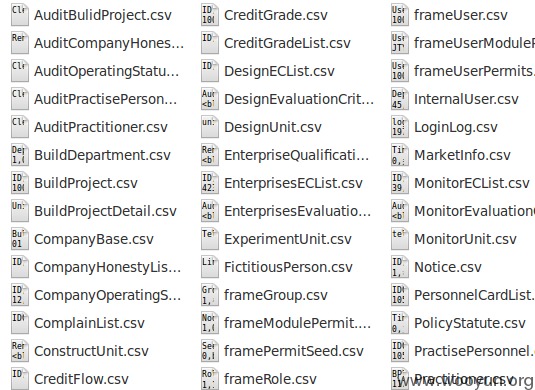 AuditBulidProject.csv
AuditCompanyHones...
AuditOperatingStatu...
AuditPractisePerson...
AuditPractitioner.csv
BuildDepartment.csv
BuildProject.csv
BuildProjectDetail.csv
CompanyBase.csv
CompanyHonestyLis...
CompanyOperatingS...
ComplainList.csv
ConstructUnit.csv
CreditFlow.csv
CreditGrade.csv
CreditGradeList.csv
DesignECList.csv
DesignEvaluationCrit...
DesignUnit.csv
EnterpriseQualificati...
EnterprisesECList.csv
EnterprisesEvaluatio...
ExperimentUnit.csv
FictitiousPerson.csv
frameGroup.csv
frameModulePermit....
framePermitSeed.csv
frameRole.csv
frameUser.csv
frameUserModuleP
frameUserPermits.
InternalUser.csv
LoginLog.csv
MarketInfo.csv
MonitorECList.csv
MonitorEvaluation
MonitorUnit.csv
Notice.csv
PersonnelCardList.
PolicyStatute.csv
PractisePersonnel.
Practitioner.csv
www.wooyun.org